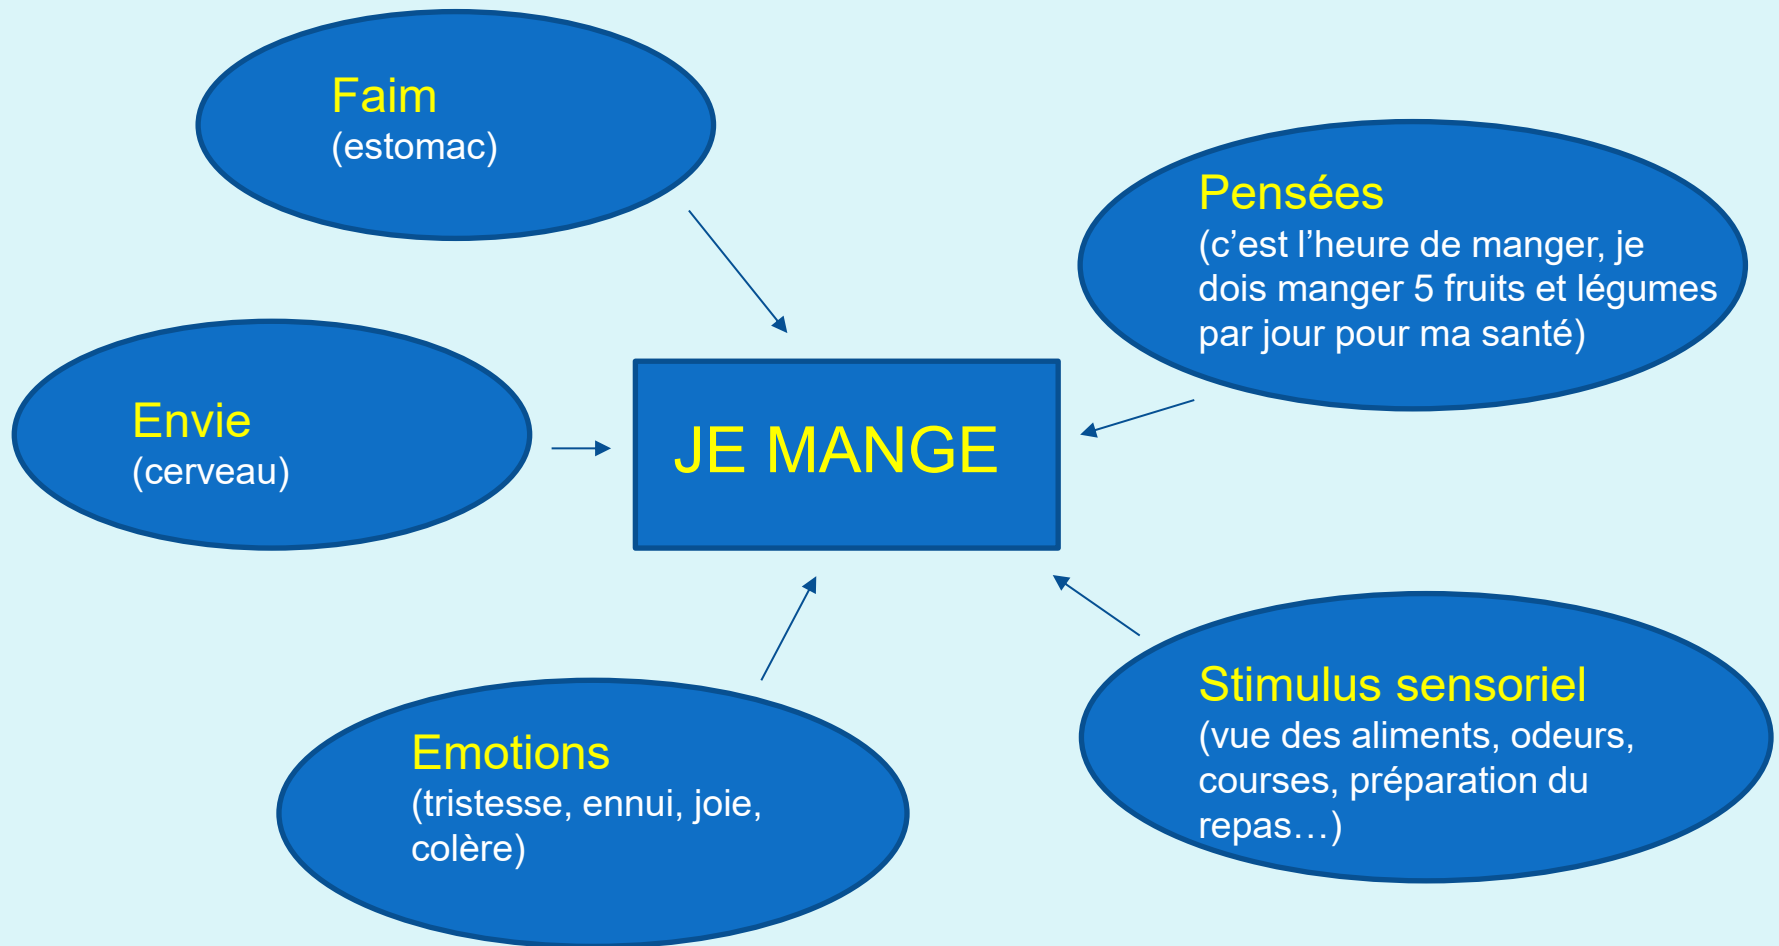 Faim
(estomac)
Pensées
(c’est l’heure de manger, je
dois manger 5 fruits et légumes
par jour pour ma santé)
Envie
(cerveau)
JE MANGE
Stimulus sensoriel
(vue des aliments, odeurs,
courses, préparation du
repas…)
Emotions
(tristesse, ennui, joie,
colère)